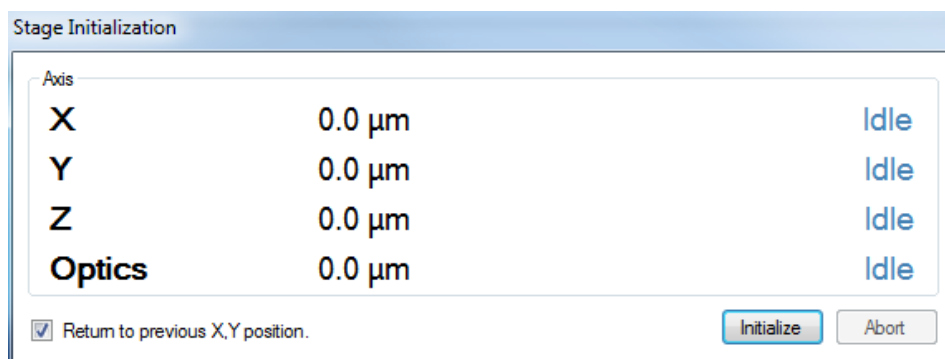 Stage Initialization
Axis
X 0.0 µm Idle
Y 0.0 µm Idle
Z 0.0 µm Idle
Optics 0.0 µm Idle
Return to previous X,Y position. Initialize Abort